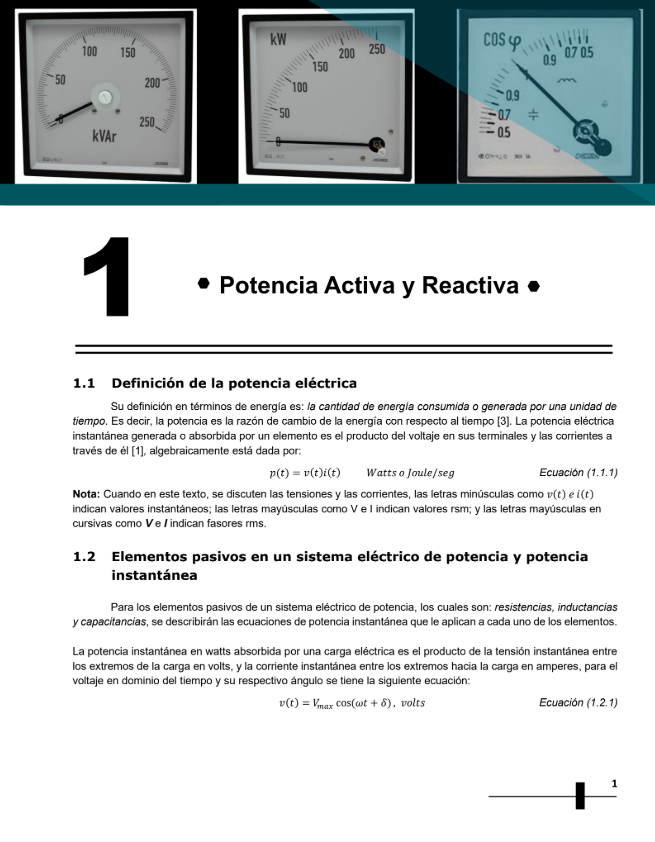 100 150
50 200
0 250
kVAr
kW
200 250
150
100
50
0
COS φ
0.9 0.7 0.5
0.9
0.7
0.5
1
• Potencia Activa y Reactiva •
1.1 Definición de la potencia eléctrica
Su definición en términos de energía es: la cantidad de energía consumida o generada por una unidad de
tiempo. Es decir, la potencia es la razón de cambio de la energía con respecto al tiempo [3]. La potencia eléctrica
instantánea generada o absorbida por un elemento es el producto del voltaje en sus terminales y las corrientes a
través de él [1], algebraicamente está dada por:
p(t) = v(t)i(t) Watts o Joule/seg Ecuación (1.1.1)
Nota: Cuando en este texto, se discuten las tensiones y las corrientes, las letras minúsculas como v(t) e i(t)
indican valores instantáneos; las letras mayúsculas como V e I indican valores rsm; y las letras mayúsculas en
cursivas como V e I indican fasores rms.
1.2 Elementos pasivos en un sistema eléctrico de potencia y potencia
instantánea
Para los elementos pasivos de un sistema eléctrico de potencia, los cuales son: resistencias, inductancias
y capacitancias, se describirán las ecuaciones de potencia instantánea que le aplican a cada uno de los elementos.
La potencia instantánea en watts absorbida por una carga eléctrica es el producto de la tensión instantánea entre
los extremos de la carga en volts, y la corriente instantánea entre los extremos hacia la carga en amperes, para el
voltaje en dominio del tiempo y su respectivo ángulo se tiene la siguiente ecuación:
v(t) = Vmax cos(ωt + δ), volts Ecuación (1.2.1)
1